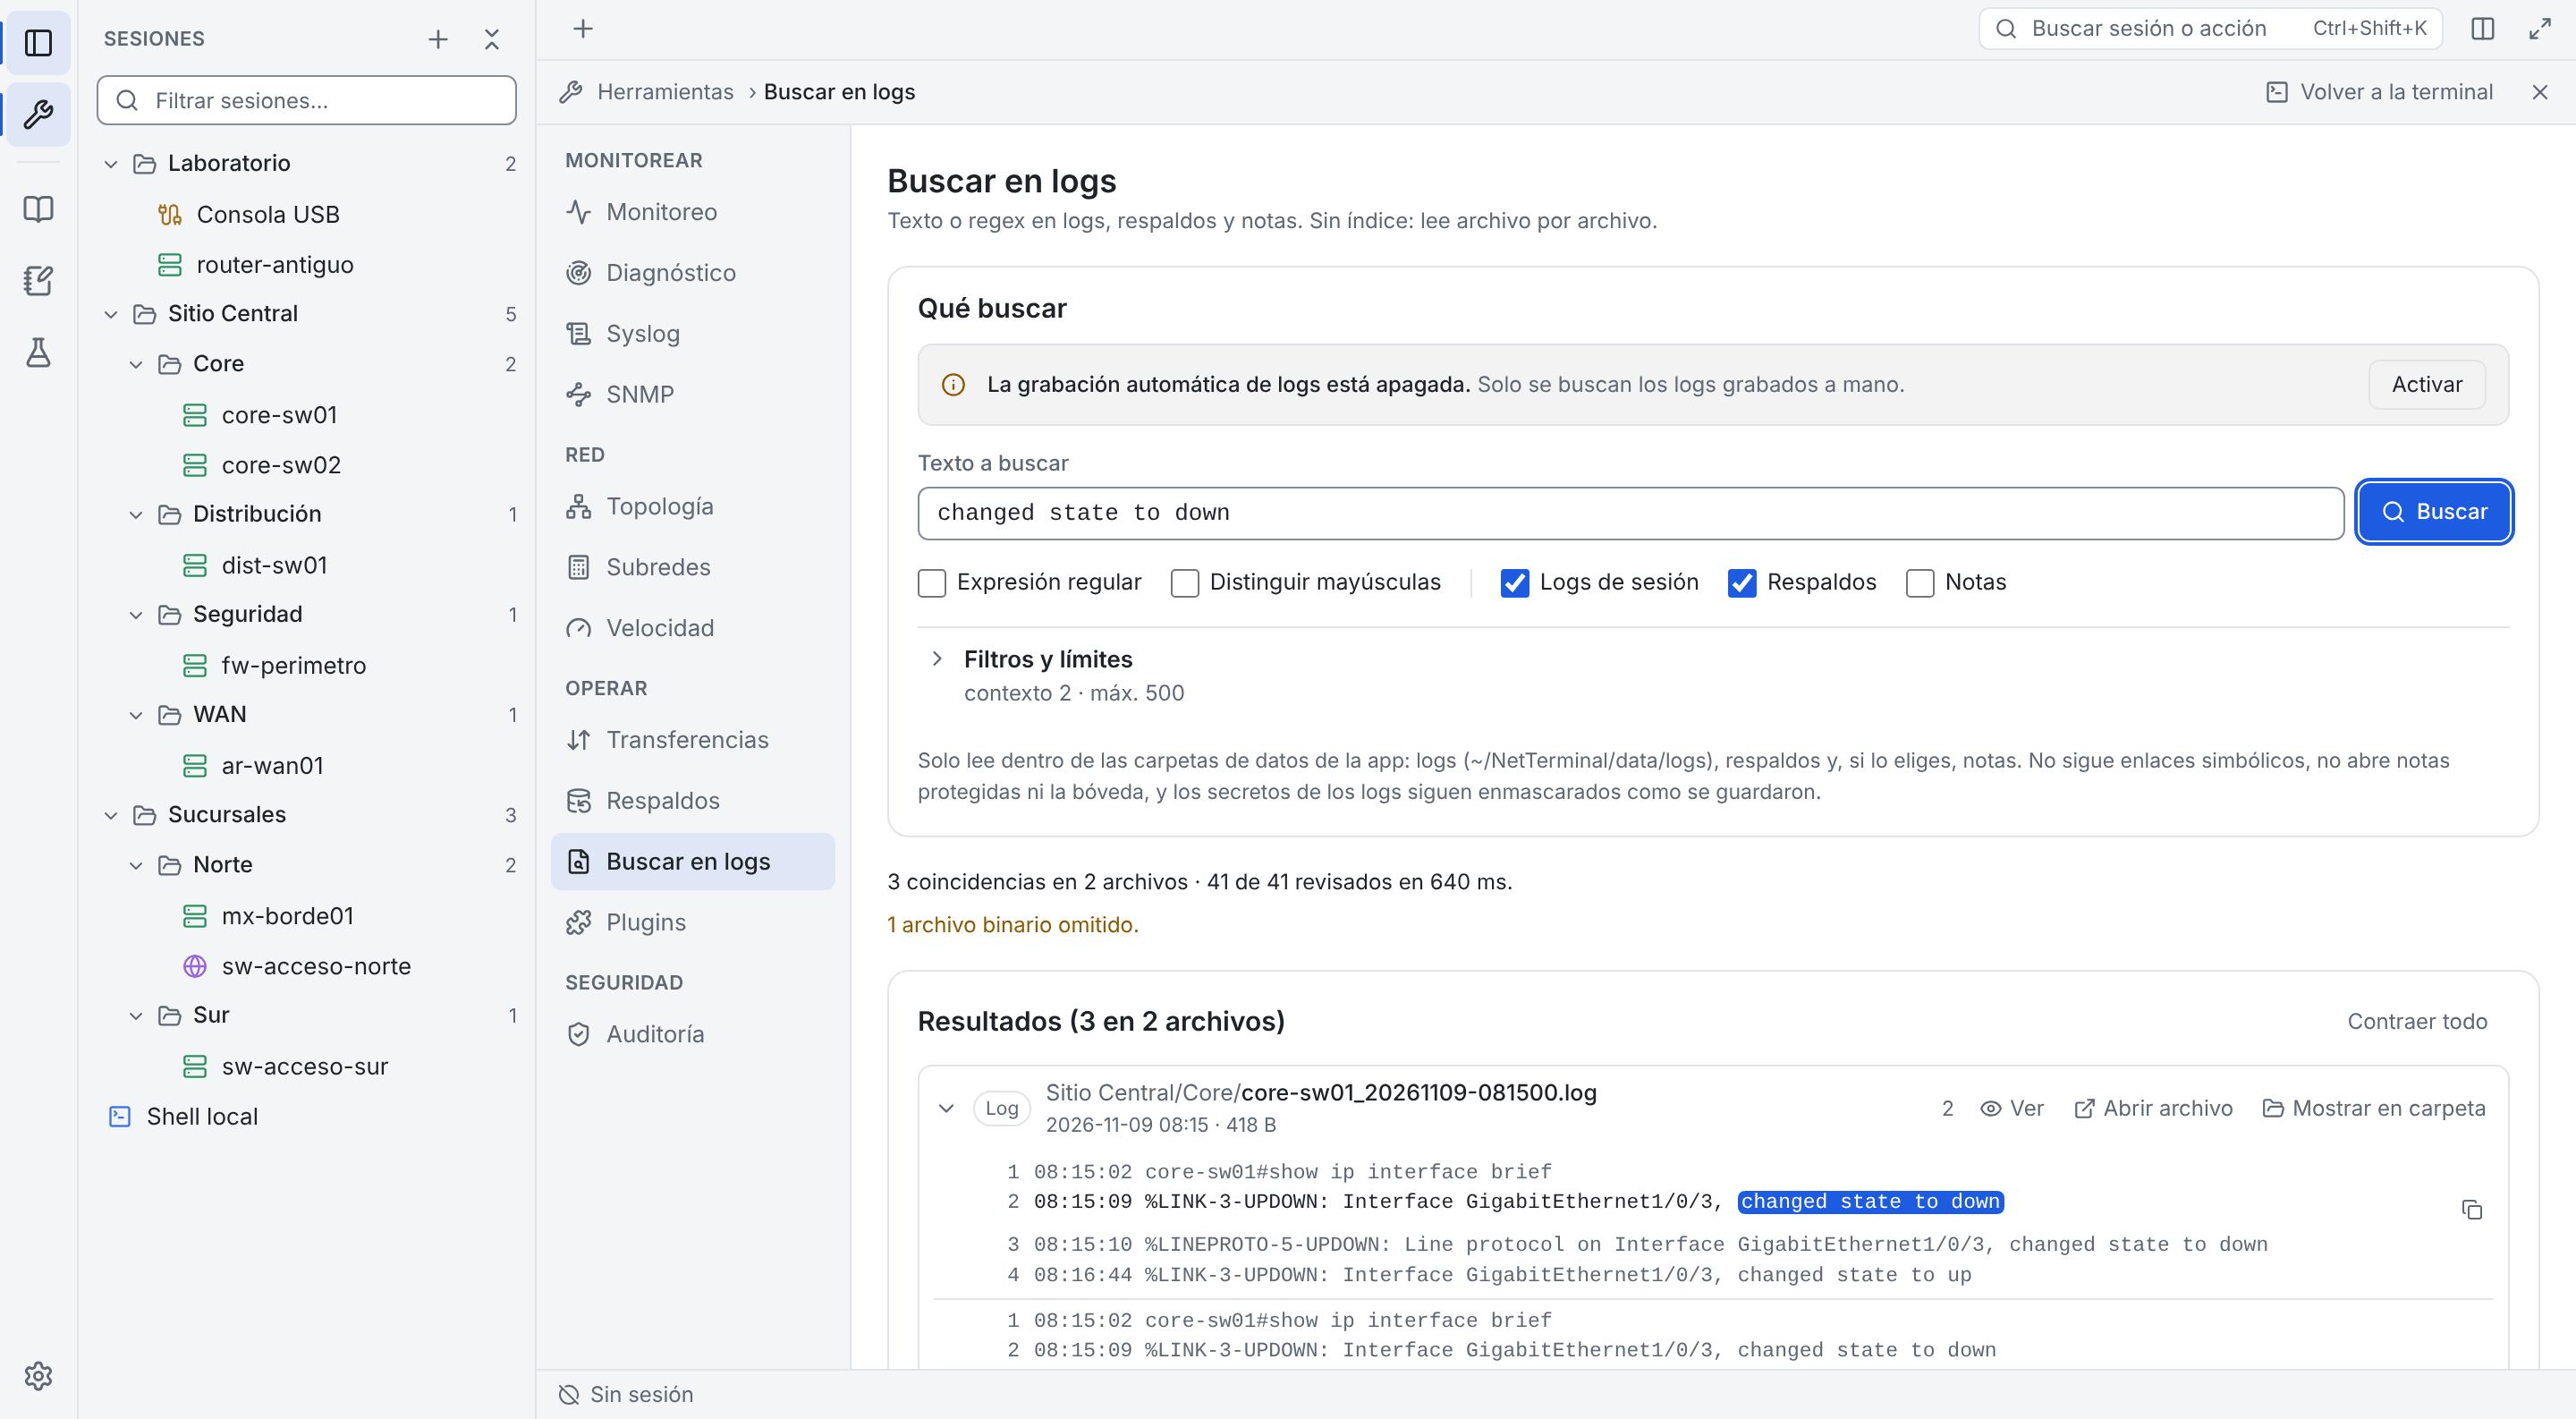 SESIONES
Filtrar sesiones...
Laboratorio 2
Consola USB
router-antiguo
Sitio Central 5
Core 2
core-sw01
core-sw02
Distribución 1
dist-sw01
Seguridad 1
fw-perimetro
WAN 1
ar-wan01
Sucursales 3
Norte 2
mx-borde01
sw-acceso-norte
Sur 1
sw-acceso-sur
Shell local
Buscar sesión o acción Ctrl+Shift+K
Herramientas › Buscar en logs
Volver a la terminal
MONITOREAR
Monitoreo
Diagnóstico
Syslog
SNMP
RED
Topología
Subredes
Velocidad
OPERAR
Transferencias
Respaldos
Buscar en logs
Plugins
SEGURIDAD
Auditoría
Buscar en logs
Texto o regex en logs, respaldos y notas. Sin índice: lee archivo por archivo.
Qué buscar
La grabación automática de logs está apagada. Solo se buscan los logs grabados a mano.
Activar
Texto a buscar
changed state to down
Buscar
Expresión regular Distinguir mayúsculas Logs de sesión Respaldos Notas
Filtros y límites
contexto 2 · máx. 500
Solo lee dentro de las carpetas de datos de la app: logs (~/NetTerminal/data/logs), respaldos y, si lo eliges, notas. No sigue enlaces simbólicos, no abre notas
protegidas ni la bóveda, y los secretos de los logs siguen enmascarados como se guardaron.
3 coincidencias en 2 archivos · 41 de 41 revisados en 640 ms.
1 archivo binario omitido.
Resultados (3 en 2 archivos)
Contraer todo
Log
Sitio Central/Core/core-sw01_20261109-081500.log
2026-11-09 08:15 · 418 B
2 Ver Abrir archivo Mostrar en carpeta
1 08:15:02 core-sw01#show ip interface brief
2 08:15:09 %LINK-3-UPDOWN: Interface GigabitEthernet1/0/3, changed state to down
3 08:15:10 %LINEPROTO-5-UPDOWN: Line protocol on Interface GigabitEthernet1/0/3, changed state to down
4 08:16:44 %LINK-3-UPDOWN: Interface GigabitEthernet1/0/3, changed state to up
1 08:15:02 core-sw01#show ip interface brief
2 08:15:09 %LINK-3-UPDOWN: Interface GigabitEthernet1/0/3, changed state to down
Sin sesión